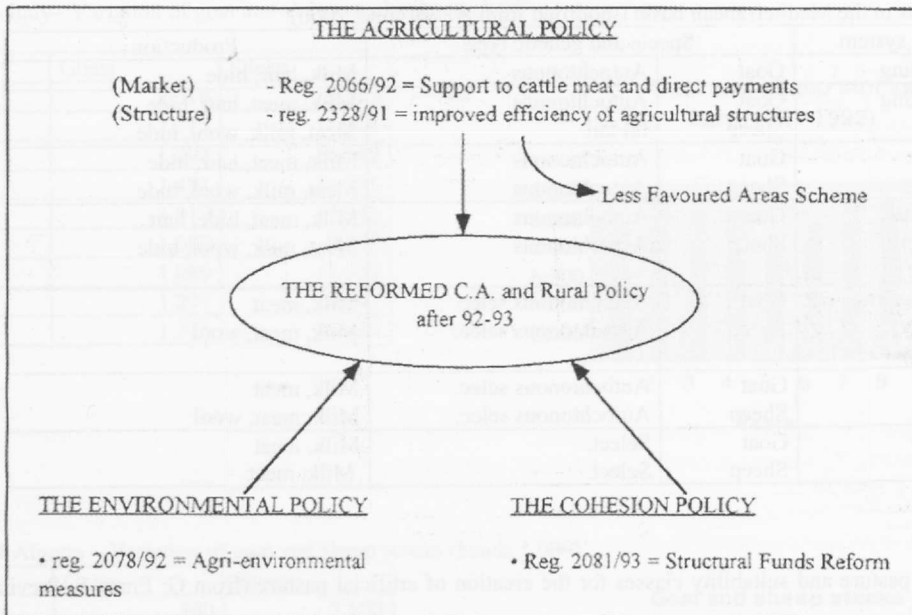 THE AGRICULTURAL POLICY
(Market) - Reg. 2066/92 = Support to cattle meat and direct payments
(Structure) - reg. 2328/91 = improved efficiency of agricultural structures
Less Favoured Areas Scheme
THE REFORMED C.A. and Rural Policy
after 92-93
THE ENVIRONMENTAL POLICY
• reg. 2078/92 = Agri-environmental
measures
THE COHESION POLICY
• Reg. 2081/93 = Structural Funds Reform